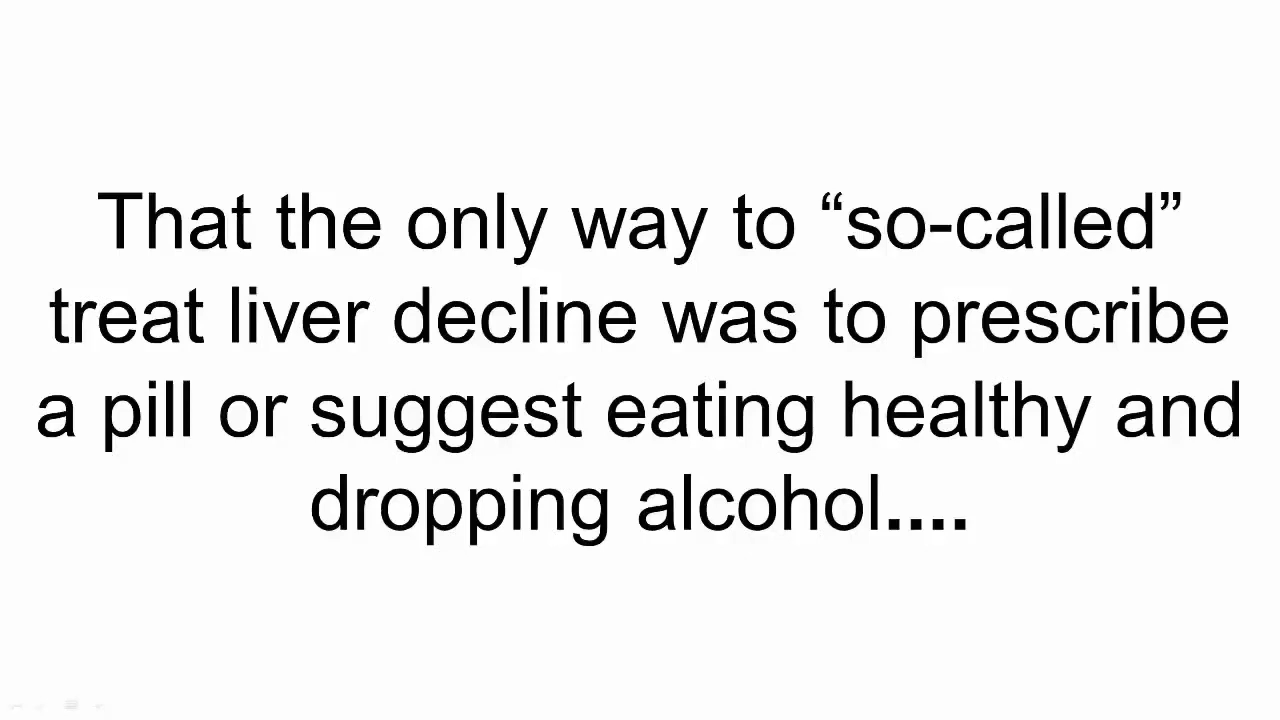 That the only way to “so-called”
treat liver decline was to prescribe
a pill or suggest eating healthy and
dropping alcohol....